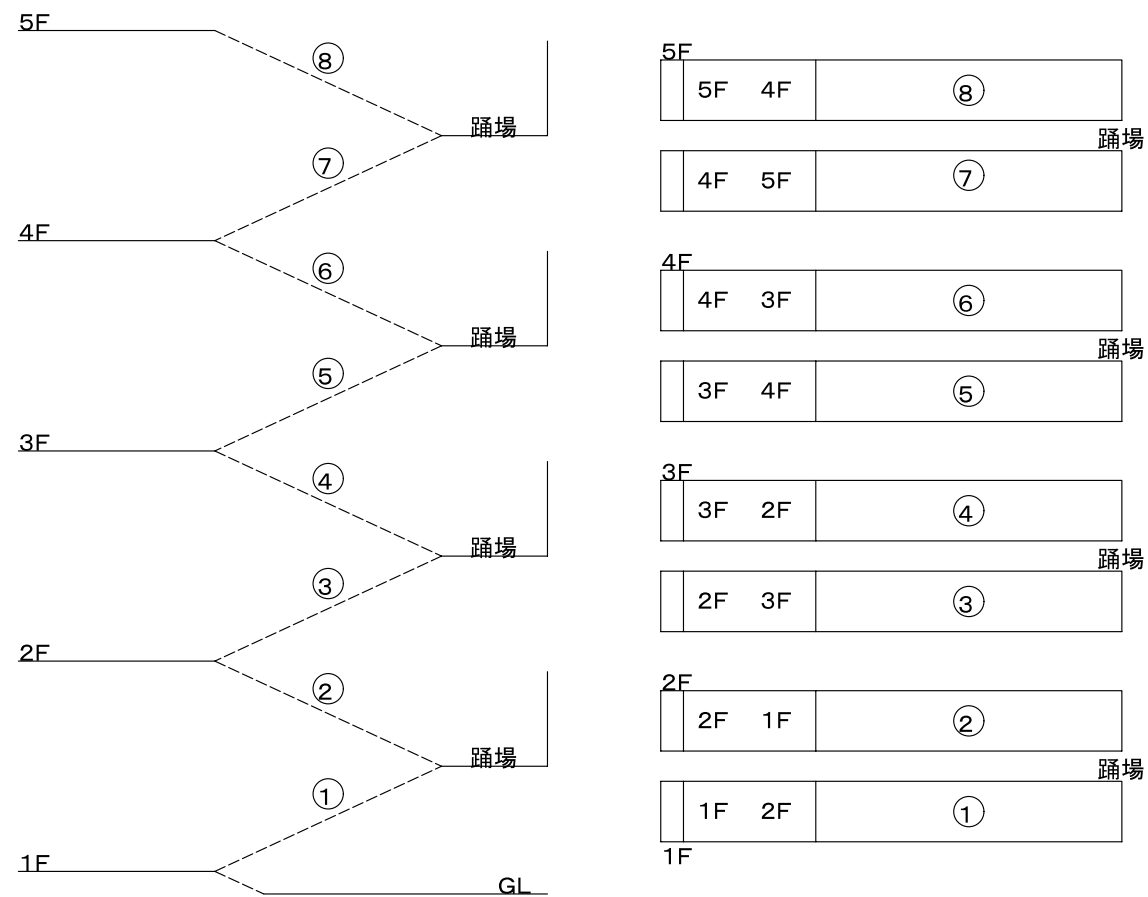 5F
⑧
踊場
⑦
4F
⑥
踊場
⑤
3F
④
踊場
③
2F
②
踊場
①
1F
GL
5F
5F 4F ⑧
踊場
4F 5F ⑦
4F
4F 3F ⑥
踊場
3F 4F ⑤
3F
3F 2F ④
踊場
2F 3F ③
2F
2F 1F ②
踊場
1F 2F ①
1F